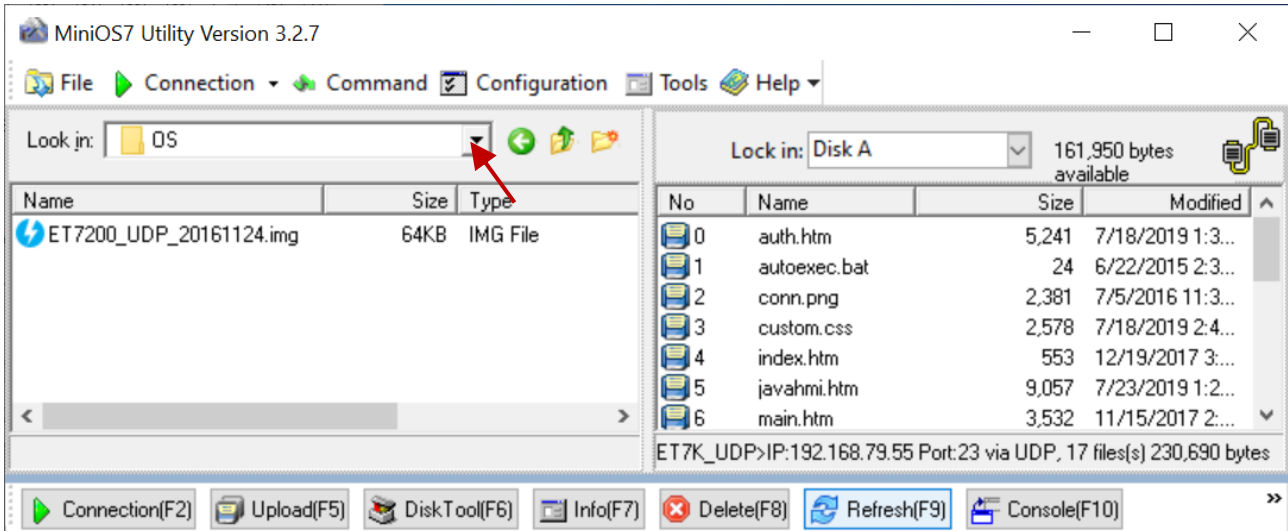 MiniOS7 Utility Version 3.2.7
File Connection Command Configuration Tools Help
Look in: OS
Lock in: Disk A 161,950 bytes available
Name Size Type
ET7200_UDP_20161124.img 64KB IMG File
No Name Size Modified
0 auth.htm 5,241 7/18/2019 1:3...
1 autoexec.bat 24 6/22/2015 2:3...
2 conn.png 2,381 7/5/2016 11:3...
3 custom.css 2,578 7/18/2019 2:4...
4 index.htm 553 12/19/2017 3:...
5 javahmi.htm 9,057 7/23/2019 1:2...
6 main.htm 3,532 11/15/2017 2:...
ET7K_UDP>IP:192.168.79.55 Port:23 via UDP, 17 files(s) 230,690 bytes
Connection(F2) Upload(F5) DiskTool(F6) Info(F7) Delete(F8) Refresh(F9) Console(F10) »